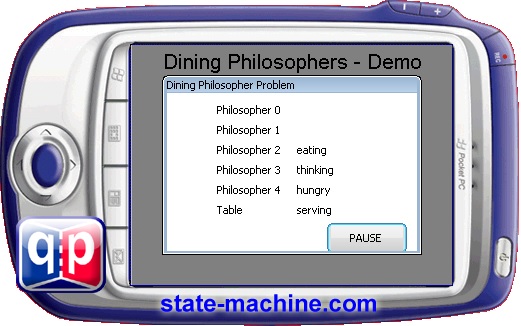 Dining Philosophers - Demo
Dining Philosopher Problem
Philosopher 0
Philosopher 1
Philosopher 2 eating
Philosopher 3 thinking
Philosopher 4 hungry
Table serving
PAUSE
REC
Pocket PC
q-p
state-machine.com